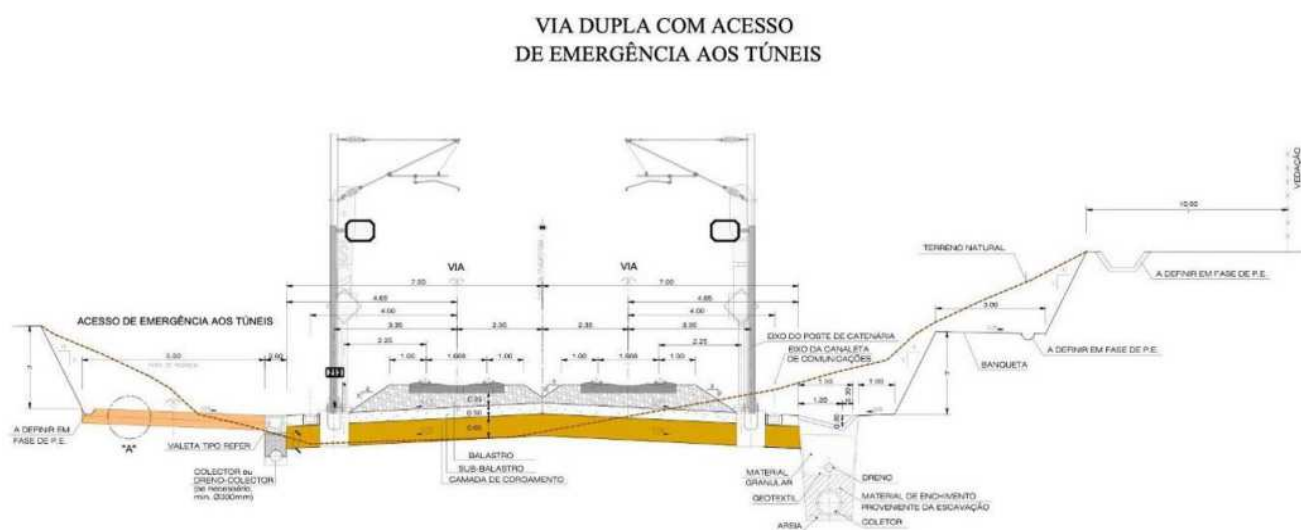 VIA DUPLA COM ACESSO
DE EMERGÊNCIA AOS TÚNEIS
VEDAÇÃO
10.00
TERRENO NATURAL
A DEFINIR EM FASE DE P.E.
VIA
VIA
7.00
7.00
4.65
4.65
4.00
4.00
ACESSO DE EMERGÊNCIA AOS TÚNEIS
3.00
2.35
2.35
EIXO DO POSTE DE CATENÁRIA
2.25
2.25
EIXO DA CANALETA
DE COMUNICAÇÕES
A DEFINIR EM FASE DE P.E.
BANQUETA
1.00
1.668
1.00
1.00
1.668
1.00
NH
1.20
A DEFINIR EM
FASE DE P.E.
"A"
VALETA TIPO REFER
COLECTOR ou
DRENO-COLECTOR
(se necessário,
min. Ø300mm)
BALASTRO
SUB-BALASTRO
CAMADA DE COROAMENTO
MATERIAL
GRANULAR
GEOTEXTIL
AREIA
DRENO
MATERIAL DE ENCHIMENTO
PROVENIENTE DA ESCAVAÇÃO
COLETOR